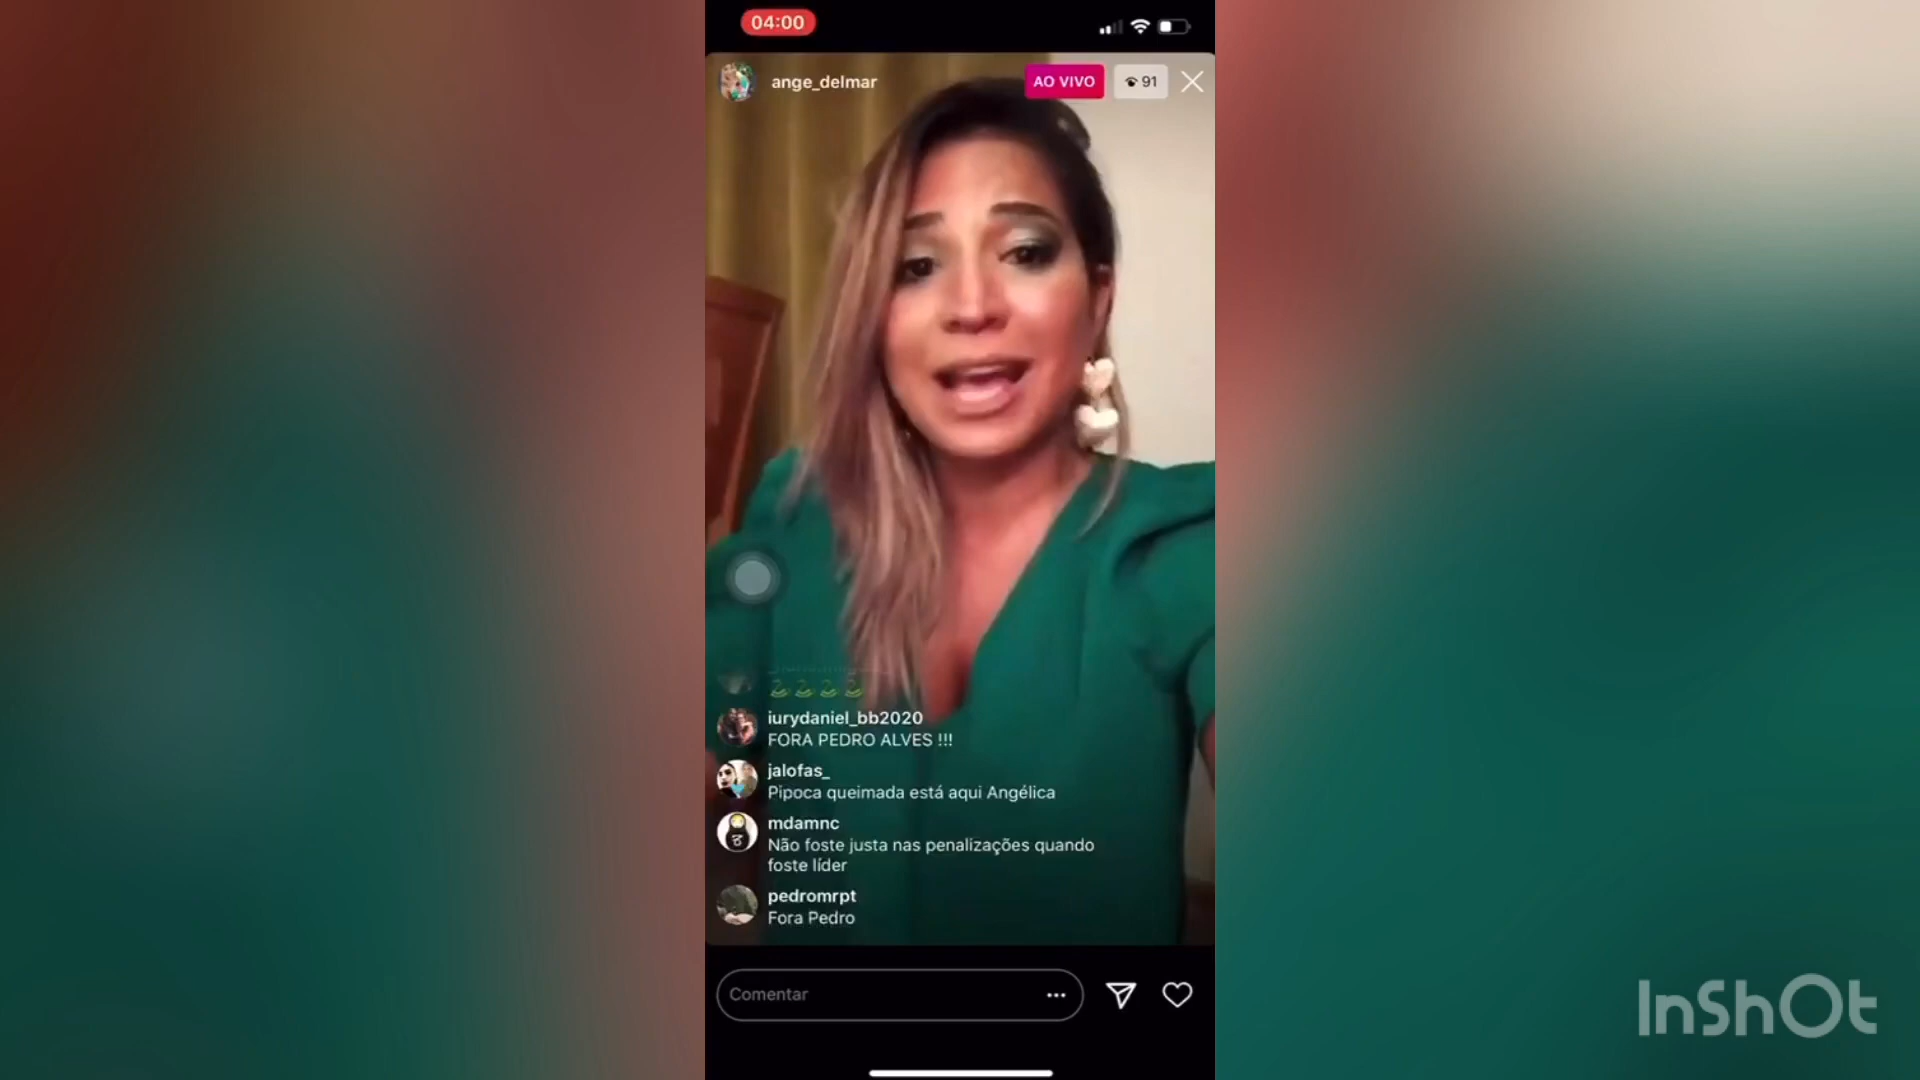 04:00
ange_delmar
AO VIVO
91
iurydaniel_bb2020
FORA PEDRO ALVES !!!
jalofas_
Pipoca queimada está aqui Angélica
mdamnc
Não foste justa nas penalizações quando
foste líder
pedromrpt
Fora Pedro
Comentar
InShOt